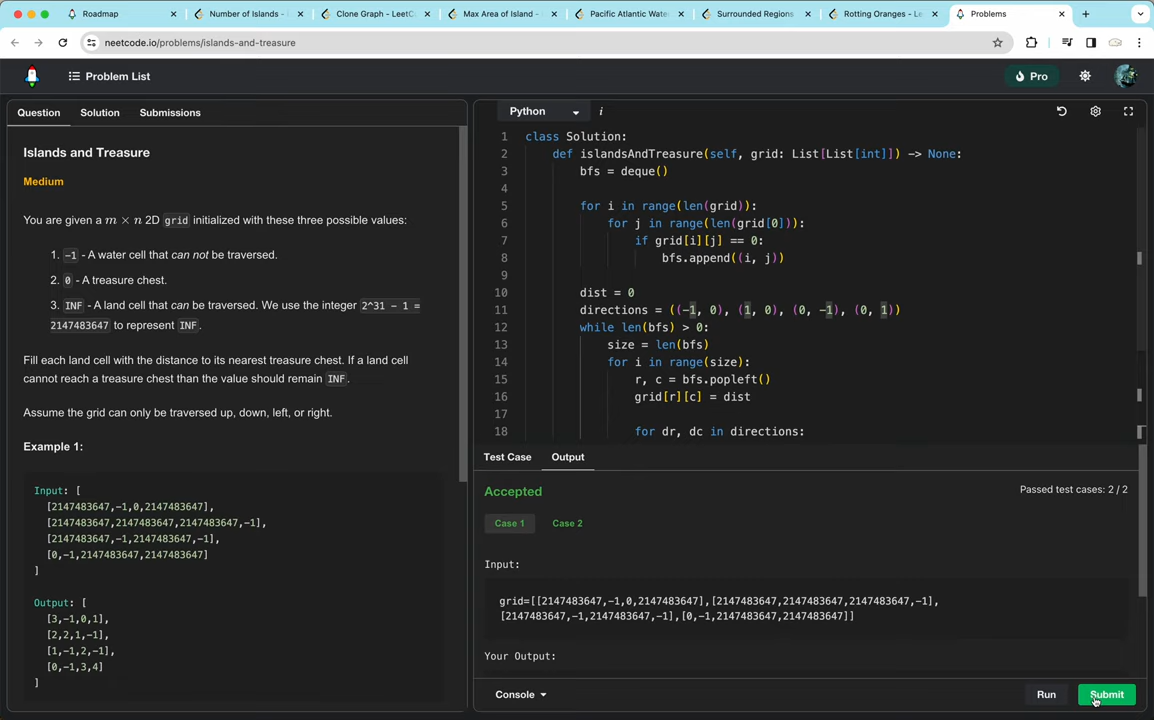 Roadmap
Number of Islands -
Clone Graph - LeetC
Max Area of Island -
Pacific Atlantic Wate
Surrounded Regions
Rotting Oranges - Le
Problems
neetcode.io/problems/islands-and-treasure
Problem List
Pro
Question Solution Submissions
Islands and Treasure
Medium
You are given a m × n 2D grid initialized with these three possible values:
1. -1 - A water cell that can not be traversed.
2. 0 - A treasure chest.
3. INF - A land cell that can be traversed. We use the integer 2^31 - 1 =
2147483647 to represent INF.
Fill each land cell with the distance to its nearest treasure chest. If a land cell
cannot reach a treasure chest than the value should remain INF.
Assume the grid can only be traversed up, down, left, or right.
Example 1:
Input: [
[2147483647,-1,0,2147483647],
[2147483647,2147483647,2147483647,-1],
[2147483647,-1,2147483647,-1],
[0,-1,2147483647,2147483647]
]
Output: [
[3,-1,0,1],
[2,2,1,-1],
[1,-1,2,-1],
[0,-1,3,4]
]
Python i
1 class Solution:
2 def islandsAndTreasure(self, grid: List[List[int]]) -> None:
3 bfs = deque()
4
5 for i in range(len(grid)):
6 for j in range(len(grid[0])):
7 if grid[i][j] == 0:
8 bfs.append((i, j))
9
10 dist = 0
11 directions = ((-1, 0), (1, 0), (0, -1), (0, 1))
12 while len(bfs) > 0:
13 size = len(bfs)
14 for i in range(size):
15 r, c = bfs.popleft()
16 grid[r][c] = dist
17
18 for dr, dc in directions:
Test Case Output
Accepted Passed test cases: 2 / 2
Case 1 Case 2
Input:
grid=[[2147483647,-1,0,2147483647],[2147483647,2147483647,2147483647,-1],
[2147483647,-1,2147483647,-1],[0,-1,2147483647,2147483647]]
Your Output:
Console Run Submit